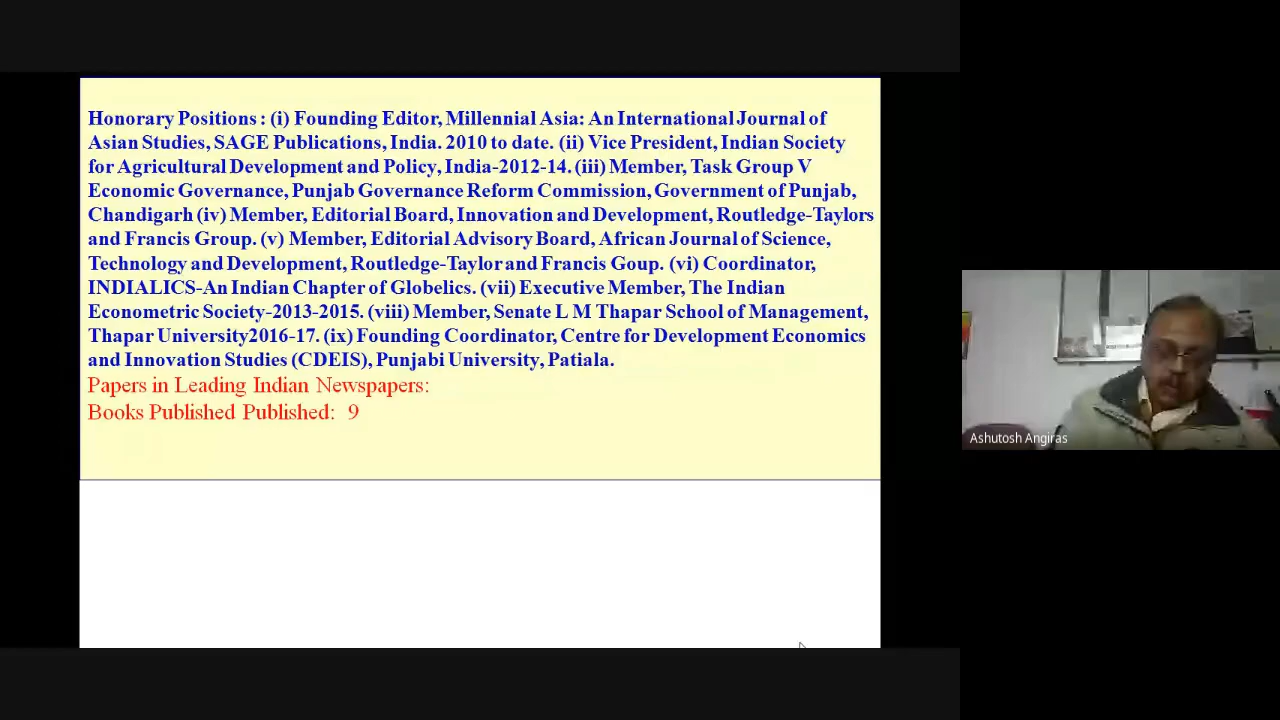 Honorary Positions : (i) Founding Editor, Millennial Asia: An International Journal of
Asian Studies, SAGE Publications, India. 2010 to date. (ii) Vice President, Indian Society
for Agricultural Development and Policy, India-2012-14. (iii) Member, Task Group V
Economic Governance, Punjab Governance Reform Commission, Government of Punjab,
Chandigarh (iv) Member, Editorial Board, Innovation and Development, Routledge-Taylors
and Francis Group. (v) Member, Editorial Advisory Board, African Journal of Science,
Technology and Development, Routledge-Taylor and Francis Goup. (vi) Coordinator,
INDIALICS-An Indian Chapter of Globelics. (vii) Executive Member, The Indian
Econometric Society-2013-2015. (viii) Member, Senate L M Thapar School of Management,
Thapar University2016-17. (ix) Founding Coordinator, Centre for Development Economics
and Innovation Studies (CDEIS), Punjabi University, Patiala.
Papers in Leading Indian Newspapers:
Books Published Published: 9
Ashutosh Angiras